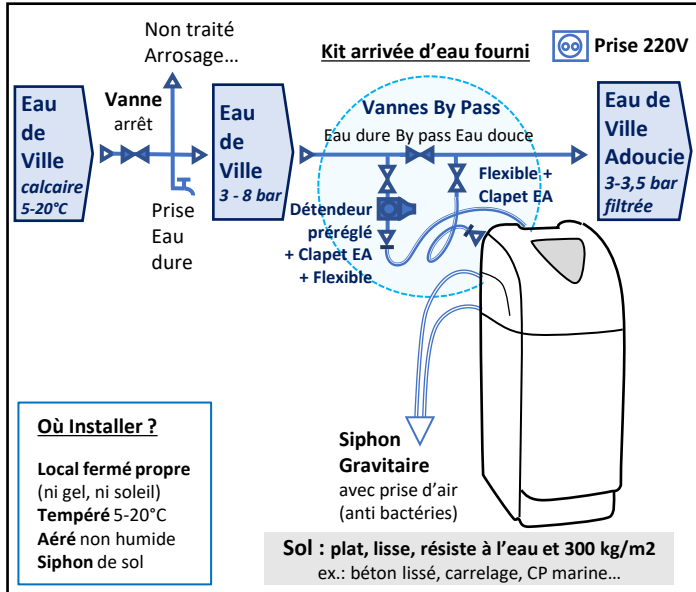 Non traité
Arrosage…
Kit arrivée d'eau fourni
Prise 220V
Eau
de
Ville
calcaire
5-20°C
Vanne
arrêt
Prise
Eau
dure
Eau
de
Ville
3 - 8 bar
Vannes By Pass
Eau dure By pass Eau douce
Flexible +
Clapet EA
Détendeur
préréglé
+ Clapet EA
+ Flexible
Eau de
Ville
Adoucie
3-3,5 bar
filtrée
Siphon
Gravitaire
avec prise d'air
(anti bactéries)
Où Installer ?
Local fermé propre
(ni gel, ni soleil)
Tempéré 5-20°C
Aéré non humide
Siphon de sol
Sol : plat, lisse, résiste à l'eau et 300 kg/m2
ex.: béton lissé, carrelage, CP marine…